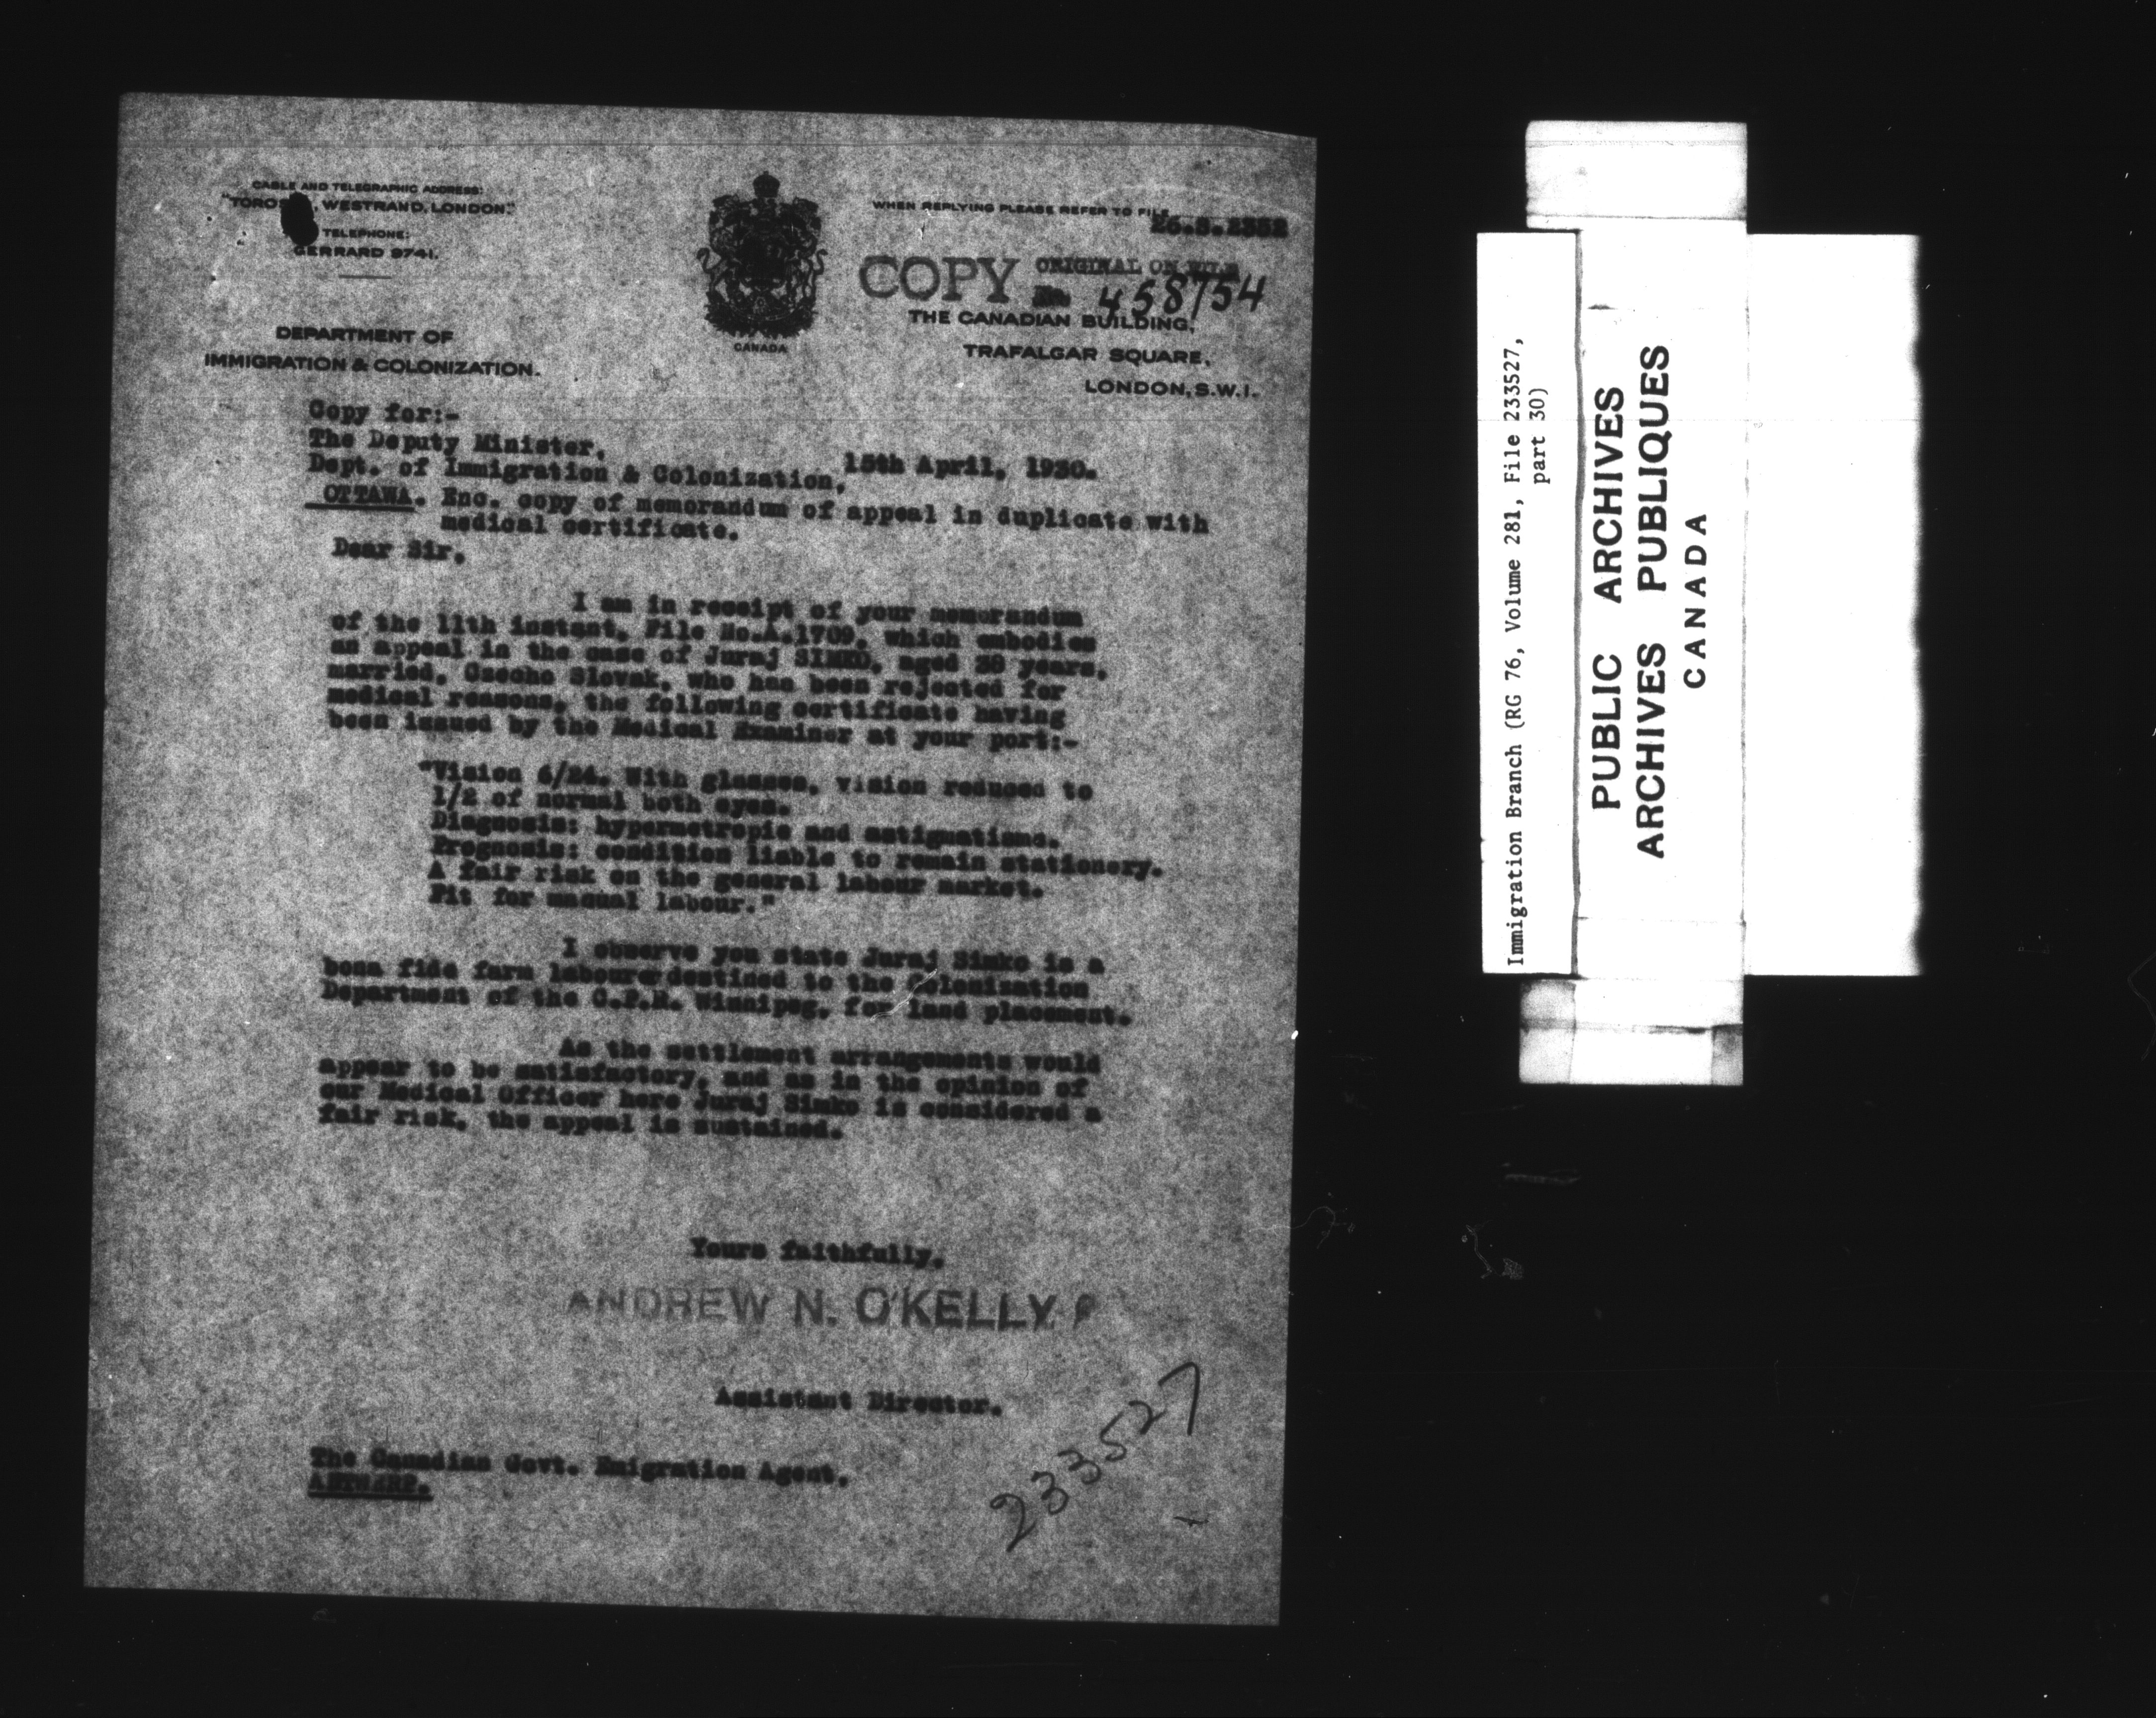 CABLE AND TELEGRAPHIC ADDRESS:
WESTRAND, LONDON."
TELEPHONE:
GERRARD 9741.
DEPARTMENT OF
IMMIGRATION & COLONIZATION.
CANADA
WHEN REPLYING PLEASE REFER TO FILE
COPY ORIGINAL ON FILE
No 458754
THE CANADIAN BUILDING,
TRAFALGAR SQUARE,
LONDON, S.W.1.
Copy for:-
The Deputy Minister,
Dept. of Immigration & Colonization,
15th April, 1930.
OTTAWA. Enc. copy of memorandum of appeal in duplicate with
medical certificate.
Dear Sir,
I am in receipt of your memorandum
of the 11th instant, File No.A.1709, which embodies
an appeal in the case of Juraj SIMKO, aged 38 years,
married, Czecho Slovak, who has been rejected for
medical reasons, the following certificate having
been issued by the Medical Examiner at your port:-
"Vision 6/24. With glasses, vision reduced to
1/2 of normal both eyes.
Diagnosis: hypermetropia and astigmatism.
Prognosis: condition liable to remain stationery.
A fair risk on the general labour market.
Fit for manual labour."
I observe you state Juraj Simko is a
bona fide farm labourer destined to the Colonization
Department of the C.P.R. Winnipeg, for land placement.
As the settlement arrangements would
appear to be satisfactory, and as in the opinion of
our Medical Officer here Juraj Simko is considered a
fair risk, the appeal is sustained.
Yours faithfully,
ANDREW N. O'KELLY
Assistant Director.
The Canadian Govt. Emigration Agent,
ANTWERP.
233527
Immigration Branch (RG 76, Volume 281, File 233527,
part 30)
PUBLIC ARCHIVES
ARCHIVES PUBLIQUES
CANADA